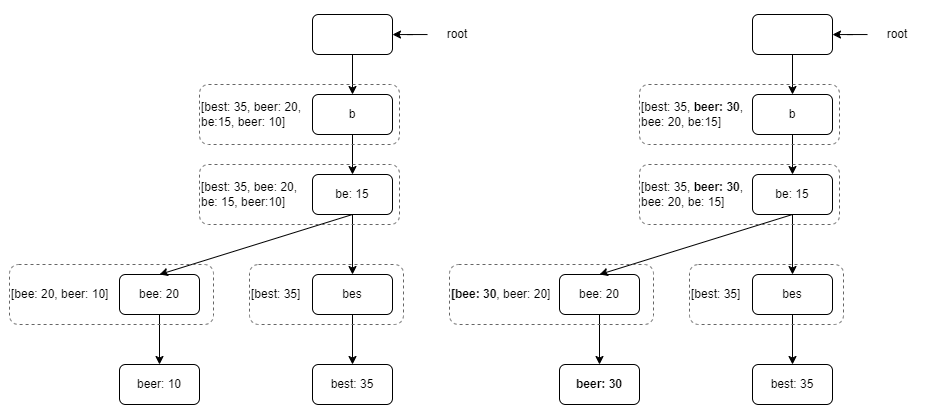 root
[best: 35, beer: 20,
be:15, beer: 10]
b
[best: 35, bee: 20,
be: 15, beer:10]
be: 15
[bee: 20, beer: 10]
bee: 20
[best: 35]
bes
beer: 10
best: 35
root
[best: 35, beer: 30,
bee: 20, be:15]
b
[best: 35, beer: 30,
bee: 20, be: 15]
be: 15
[bee: 30, beer: 20]
bee: 20
[best: 35]
bes
beer: 30
best: 35